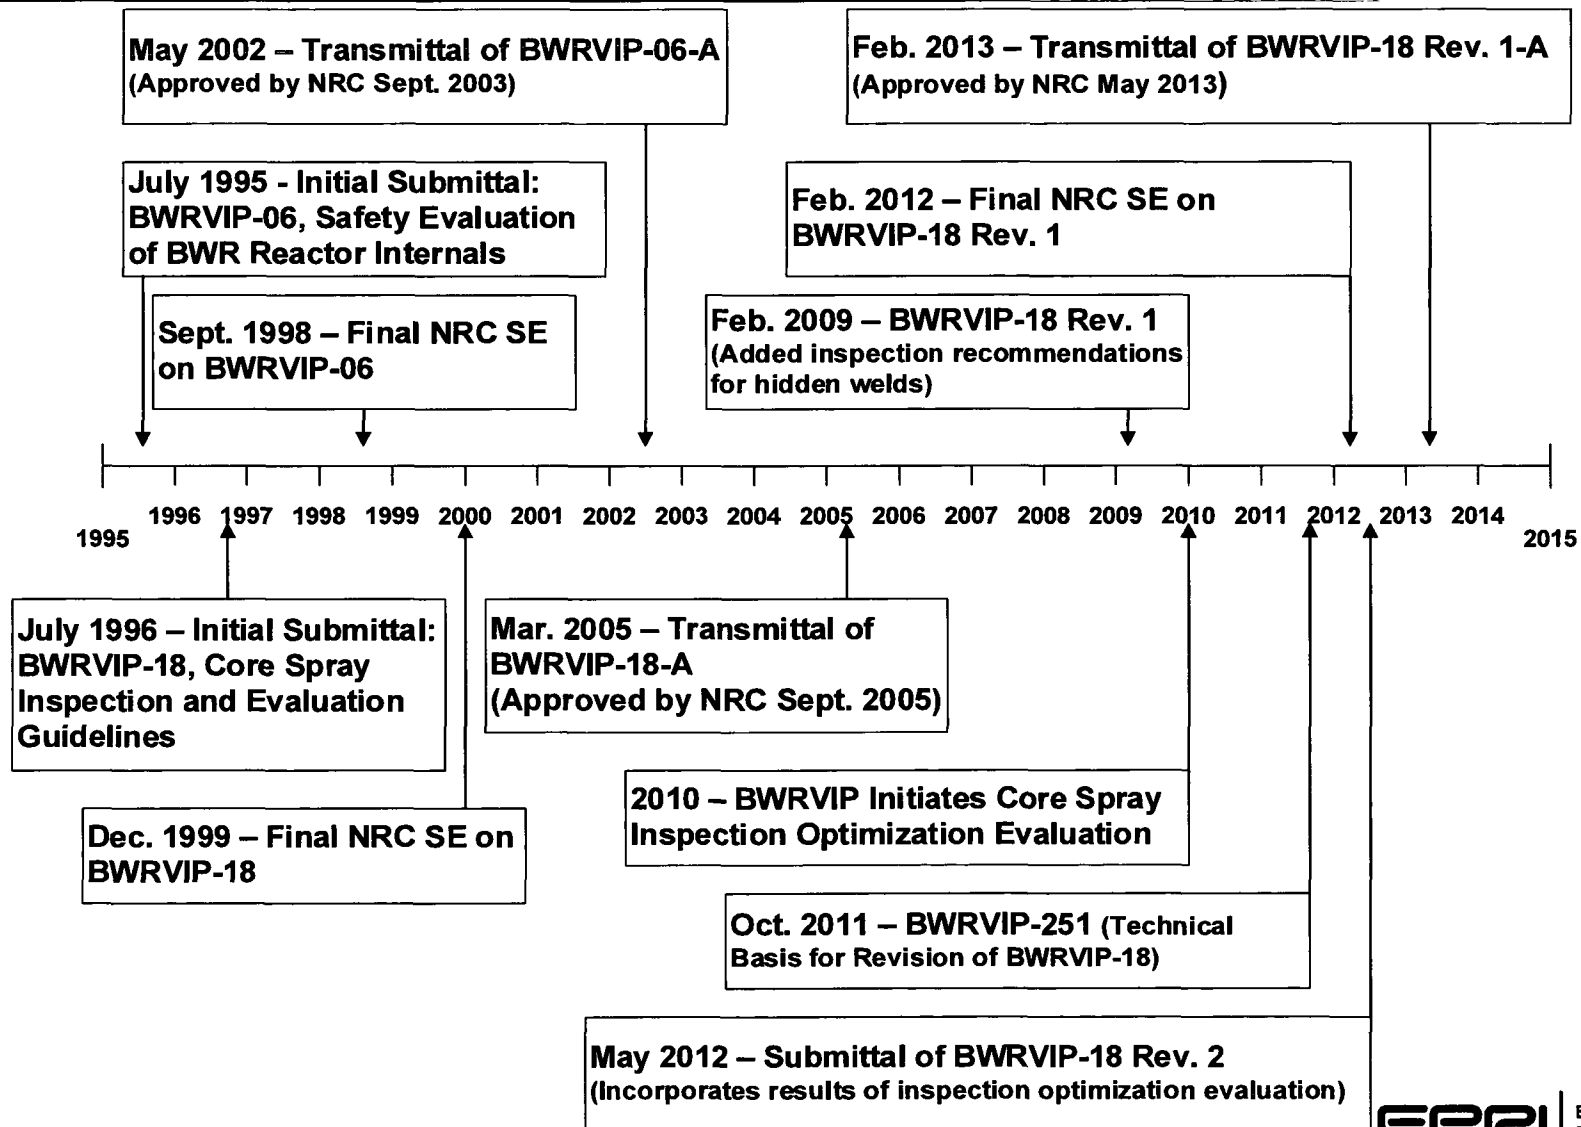 May 2002 – Transmittal of BWRVIP-06-A
(Approved by NRC Sept. 2003)
Feb. 2013 – Transmittal of BWRVIP-18 Rev. 1-A
(Approved by NRC May 2013)
July 1995 - Initial Submittal:
BWRVIP-06, Safety Evaluation
of BWR Reactor Internals
Feb. 2012 – Final NRC SE on
BWRVIP-18 Rev. 1
Sept. 1998 – Final NRC SE
on BWRVIP-06
Feb. 2009 – BWRVIP-18 Rev. 1
(Added inspection recommendations
for hidden welds)
1995 1996 1997 1998 1999 2000 2001 2002 2003 2004 2005 2006 2007 2008 2009 2010 2011 2012 2013 2014 2015
July 1996 – Initial Submittal:
BWRVIP-18, Core Spray
Inspection and Evaluation
Guidelines
Mar. 2005 – Transmittal of
BWRVIP-18-A
(Approved by NRC Sept. 2005)
2010 – BWRVIP Initiates Core Spray
Inspection Optimization Evaluation
Dec. 1999 – Final NRC SE on
BWRVIP-18
Oct. 2011 – BWRVIP-251 (Technical
Basis for Revision of BWRVIP-18)
May 2012 – Submittal of BWRVIP-18 Rev. 2
(Incorporates results of inspection optimization evaluation)
EPRI